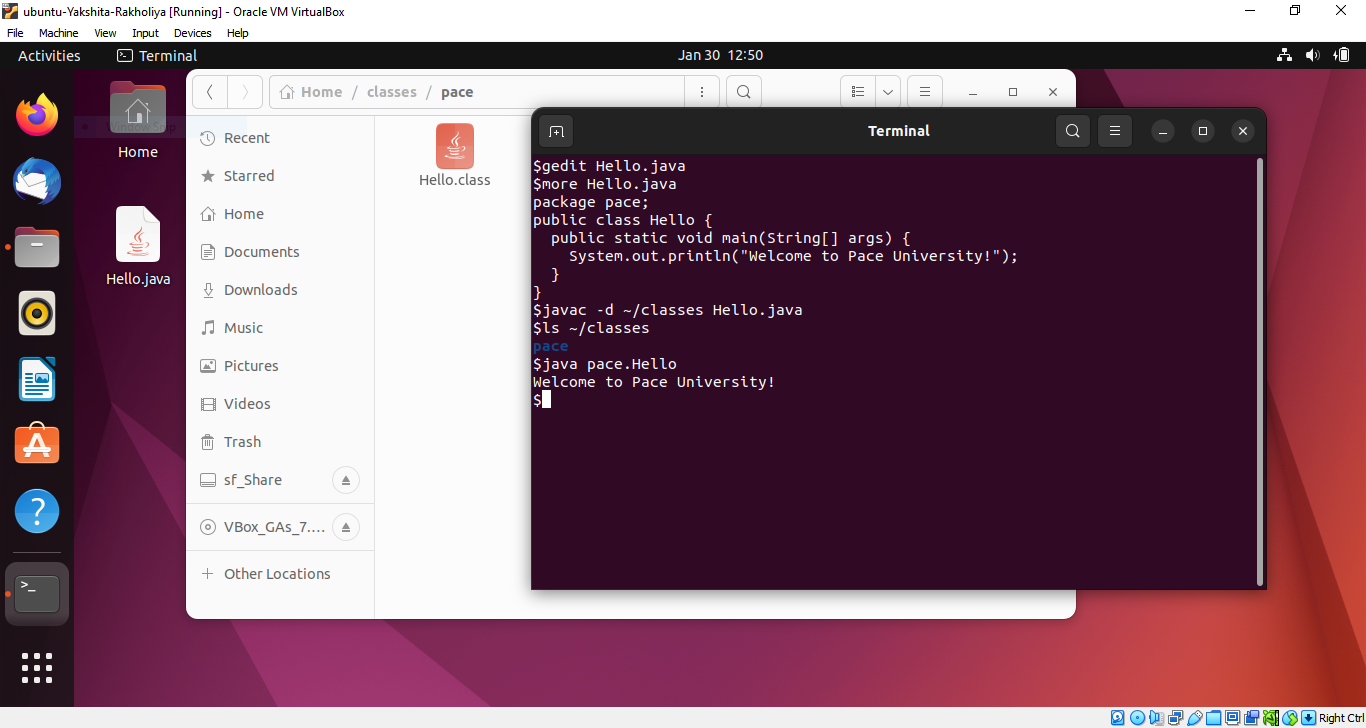 ubuntu-Yakshita-Rakholiya [Running] - Oracle VM VirtualBox
File Machine View Input Devices Help
Activities Terminal Jan 30 12:50
Home / classes / pace
Window Snip
Home
Hello.java
Recent
Starred
Home
Documents
Downloads
Music
Pictures
Videos
Trash
sf_Share
VBox_GAs_7....
+ Other Locations
Hello.class
Terminal
$gedit Hello.java
$more Hello.java
package pace;
public class Hello {
  public static void main(String[] args) {
    System.out.println("Welcome to Pace University!");
  }
}
$javac -d ~/classes Hello.java
$ls ~/classes
pace
$java pace.Hello
Welcome to Pace University!
$
Right Ctrl